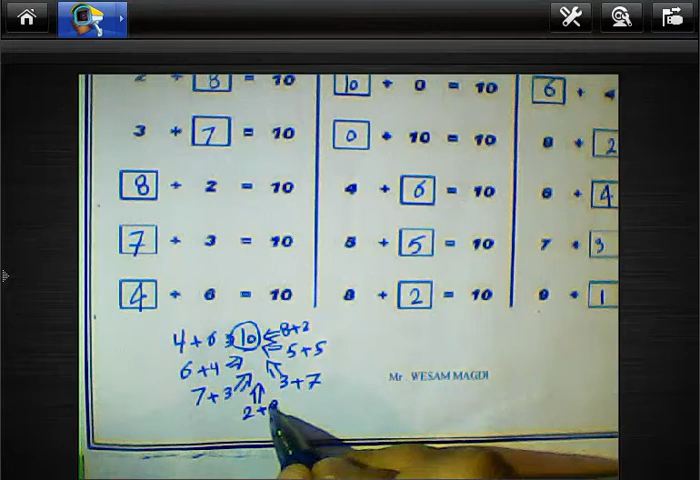 2 + 8 = 10
3 + 7 = 10
8 + 2 = 10
7 + 3 = 10
4 + 6 = 10
10 + 0 = 10
0 + 10 = 10
4 + 6 = 10
5 + 5 = 10
8 + 2 = 10
6 + 4
8 + 2
6 + 4
7 + 3
9 + 1
4+6 10 8+2
5+5
6+4
7+3
3+7
2+8
Mr WESAM MAGDI